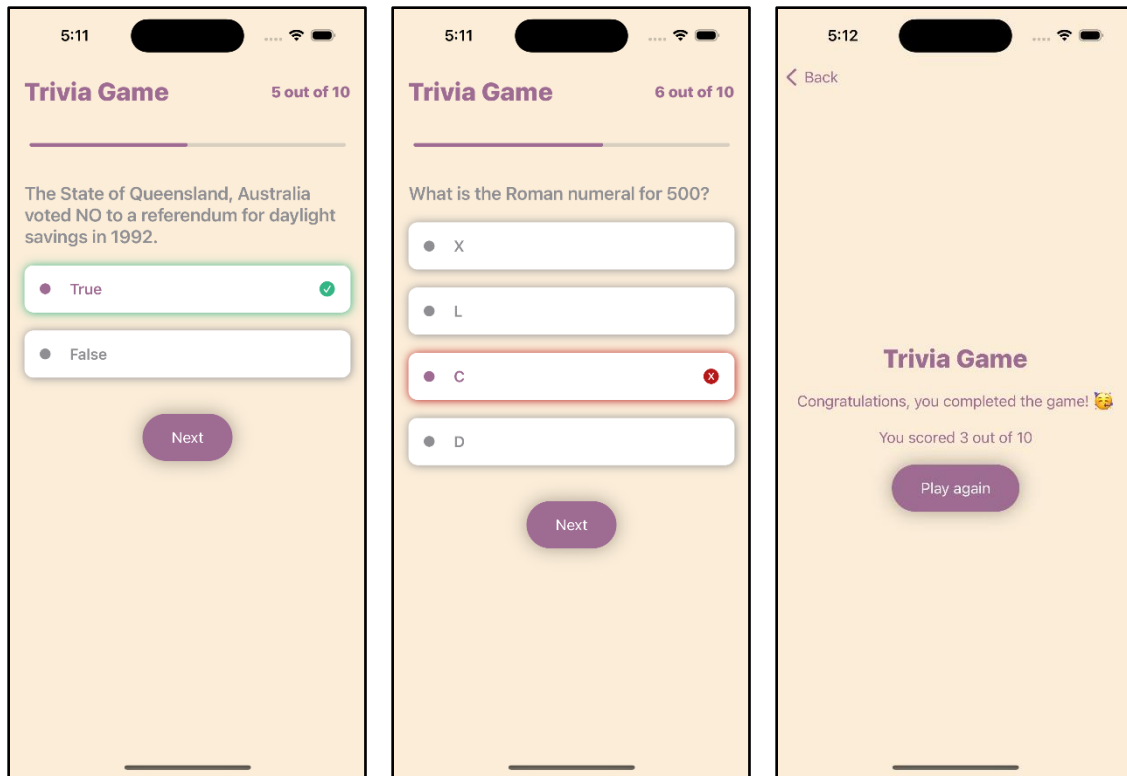 5:11
Trivia Game
5 out of 10
The State of Queensland, Australia
voted NO to a referendum for daylight
savings in 1992.
True
False
Next
5:11
Trivia Game
6 out of 10
What is the Roman numeral for 500?
X
L
C
D
Next
5:12
Back
Trivia Game
Congratulations, you completed the game! 🥳
You scored 3 out of 10
Play again